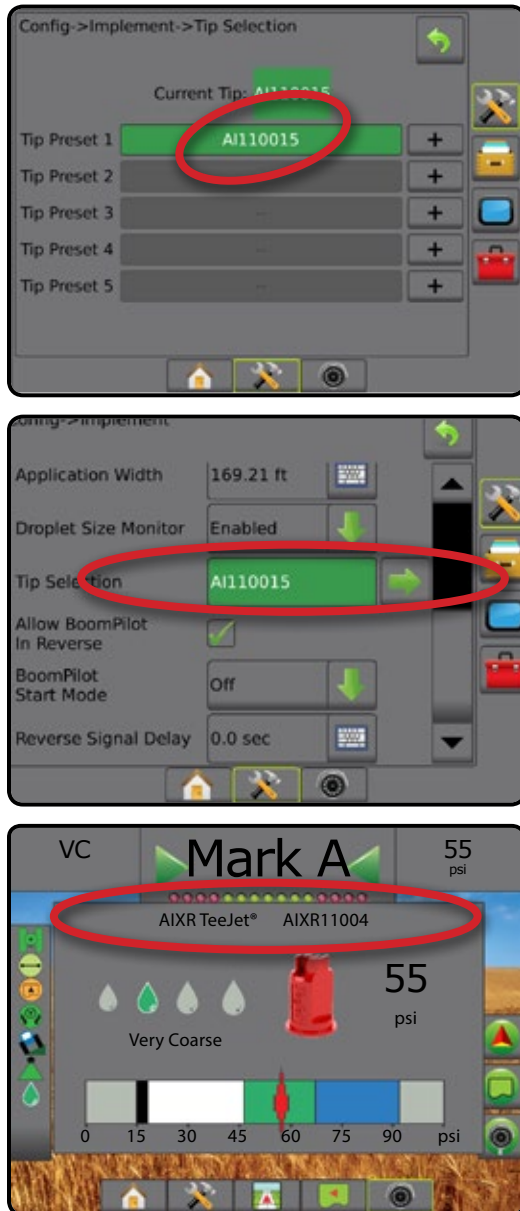 Config->Implement->Tip Selection
Current Tip: AI110015
Tip Preset 1 AI110015 +
Tip Preset 2 -- +
Tip Preset 3 -- +
Tip Preset 4 -- +
Tip Preset 5 -- +
Config->Implement
Application Width 169.21 ft
Droplet Size Monitor Enabled
Tip Selection AI110015
Allow BoomPilot
In Reverse
BoomPilot
Start Mode Off
Reverse Signal Delay 0.0 sec
VC Mark A 55
psi
AIXR TeeJet® AIXR11004
55
psi
Very Coarse
0 15 30 45 60 75 90 psi